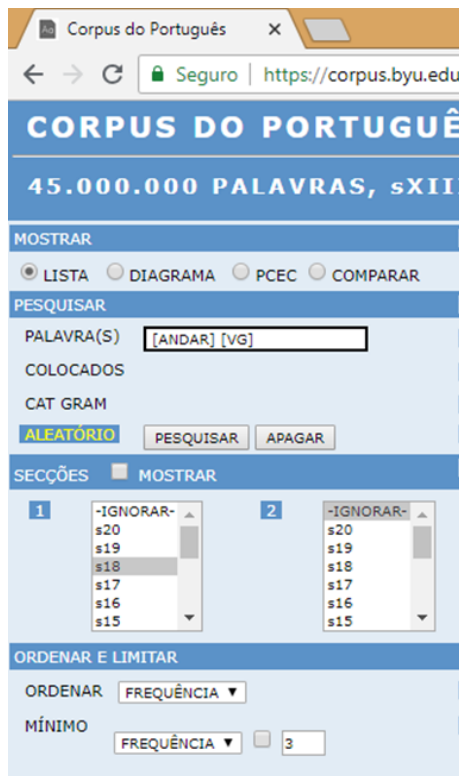 Corpus do Português
Seguro | https://corpus.byu.edu
CORPUS DO PORTUGUÊ
45.000.000 PALAVRAS, sXII
MOSTRAR
LISTA DIAGRAMA PCEC COMPARAR
PESQUISAR
PALAVRA(S) [ANDAR] [VG]
COLOCADOS
CAT GRAM
ALEATÓRIO PESQUISAR APAGAR
SECÇÕES MOSTRAR
1 -IGNORAR- 2 -IGNORAR-
s20 s20
s19 s19
s18 s18
s17 s17
s16 s16
s15 s15
ORDENAR E LIMITAR
ORDENAR FREQUÊNCIA
MÍNIMO
FREQUÊNCIA 3